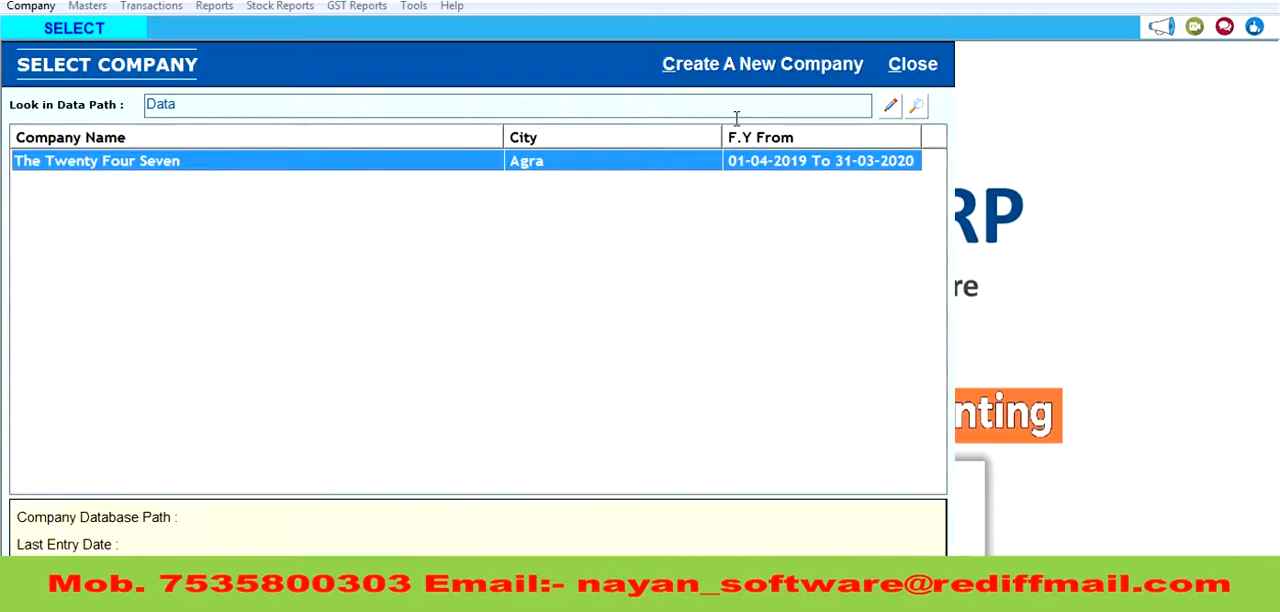 Company Masters Transactions Reports Stock Reports GST Reports Tools Help
SELECT
SELECT COMPANY Create A New Company Close
Look in Data Path : Data
Company Name City F.Y From
The Twenty Four Seven Agra 01-04-2019 To 31-03-2020
RP
re
nting
Company Database Path :
Last Entry Date :
Mob. 7535800303 Email:- nayan_software@rediffmail.com